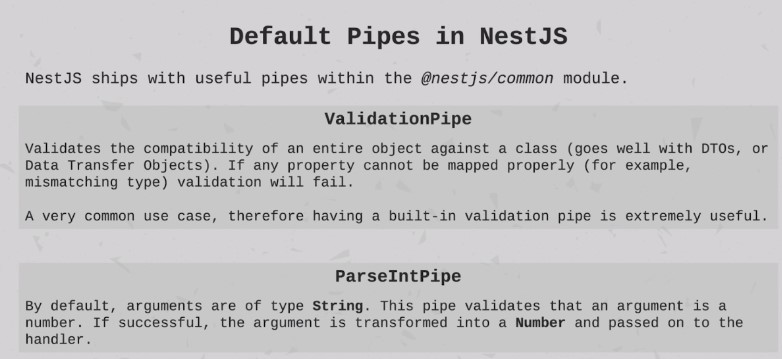 Default Pipes in NestJS
NestJS ships with useful pipes within the @nestjs/common module.
ValidationPipe
Validates the compatibility of an entire object against a class (goes well with DTOs, or
Data Transfer Objects). If any property cannot be mapped properly (for example,
mismatching type) validation will fail.
A very common use case, therefore having a built-in validation pipe is extremely useful.
ParseIntPipe
By default, arguments are of type String. This pipe validates that an argument is a
number. If successful, the argument is transformed into a Number and passed on to the
handler.